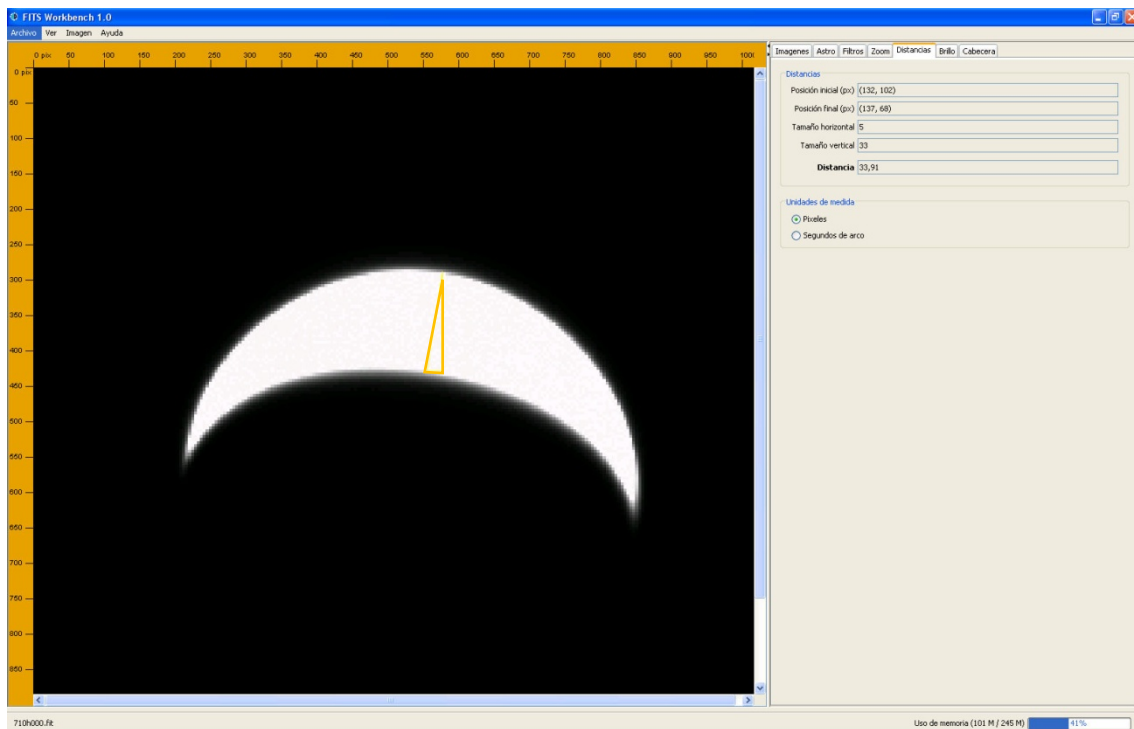 FITS Workbench 1.0
Archivo Ver Imagen Ayuda
0 pix 50 100 150 200 250 300 350 400 450 500 550 600 650 700 750 800 850 900 950 1000
Imagenes Astro Filtros Zoom Distancias Brillo Cabecera
0 pix
50
100
150
200
250
300
350
400
450
500
550
600
650
700
750
800
850
Distancias
Posición inicial (px) (132, 102)
Posición final (px) (137, 68)
Tamaño horizontal 5
Tamaño vertical 33
Distancia 33,91
Unidades de medida
Pixeles
Segundos de arco
710h000.fit
Uso de memoria (101 M / 245 M) 41%